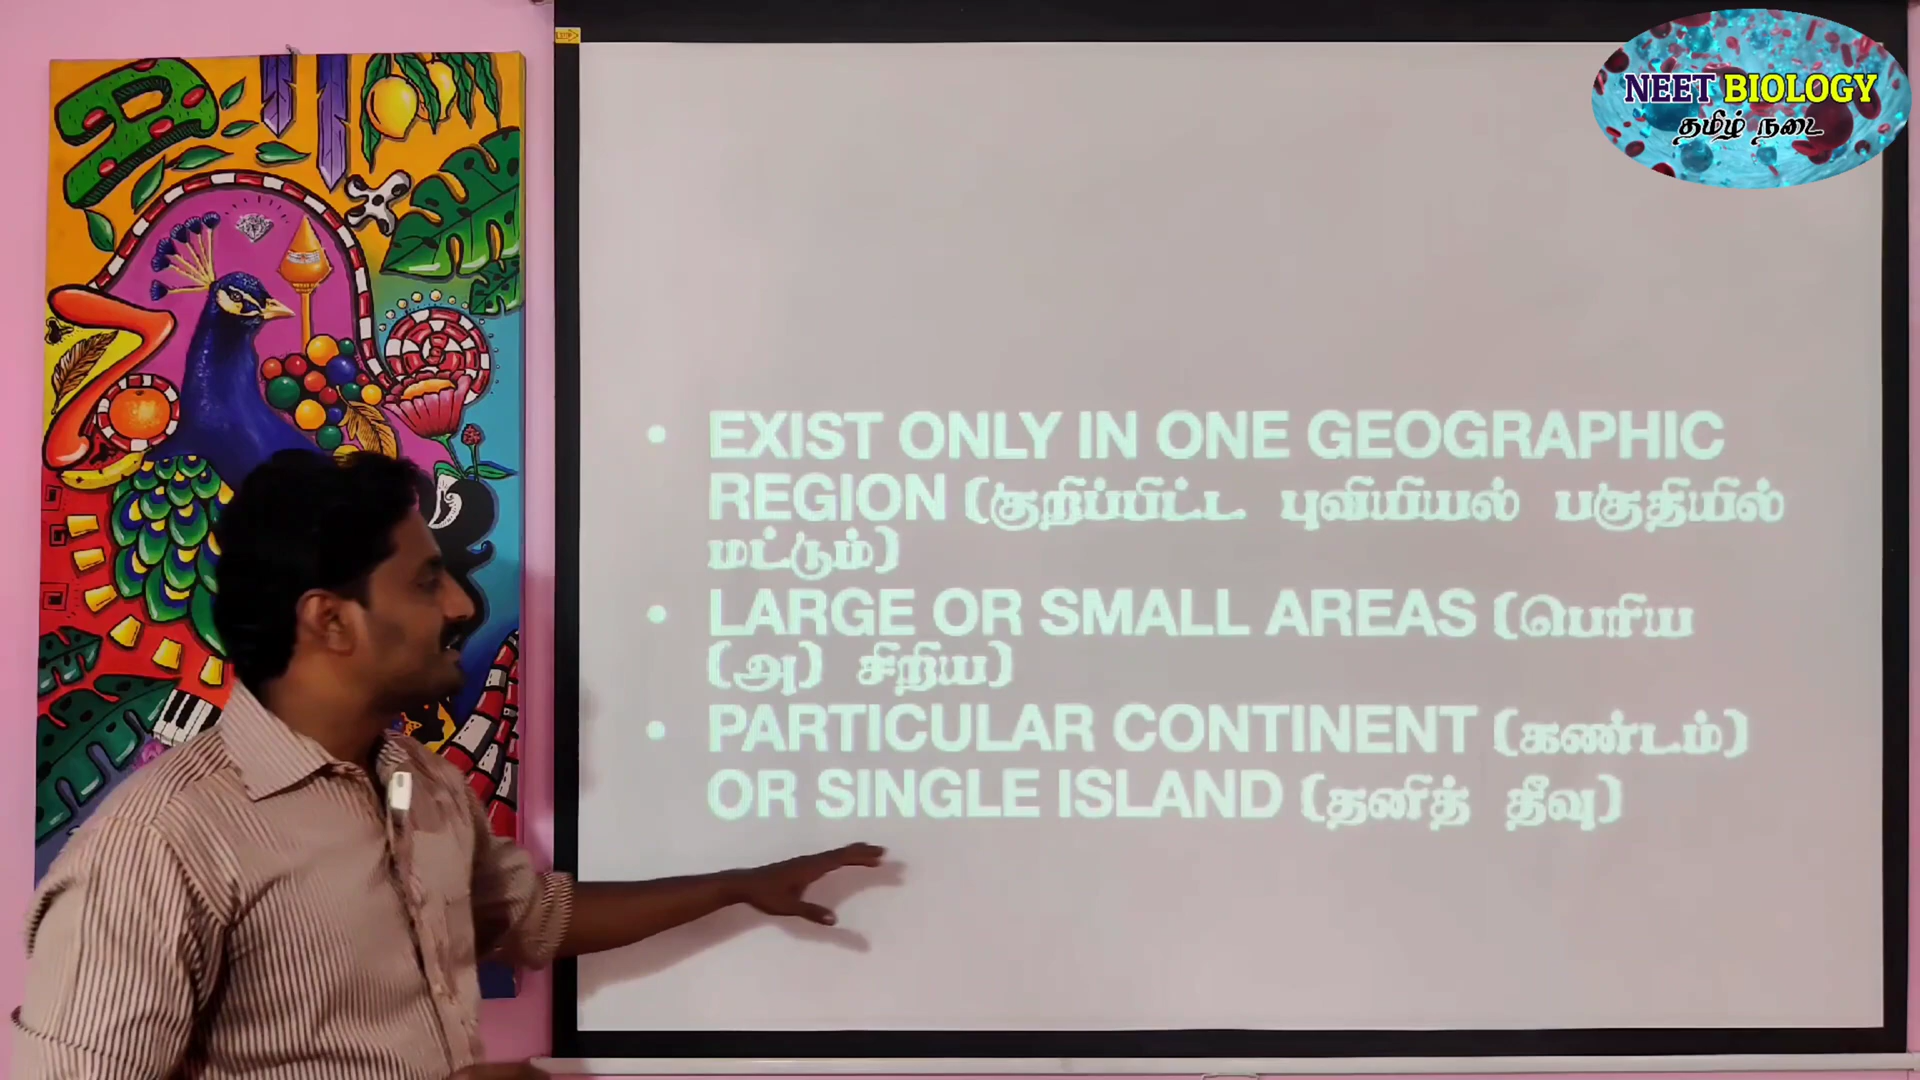 NEET BIOLOGY
தமிழ் நடை
• EXIST ONLY IN ONE GEOGRAPHIC
REGION (குறிப்பிட்ட புவியியல் பகுதியில்
மட்டும்)
• LARGE OR SMALL AREAS (பெரிய
(அ) சிறிய)
• PARTICULAR CONTINENT (கண்டம்)
OR SINGLE ISLAND (தனித் தீவு)